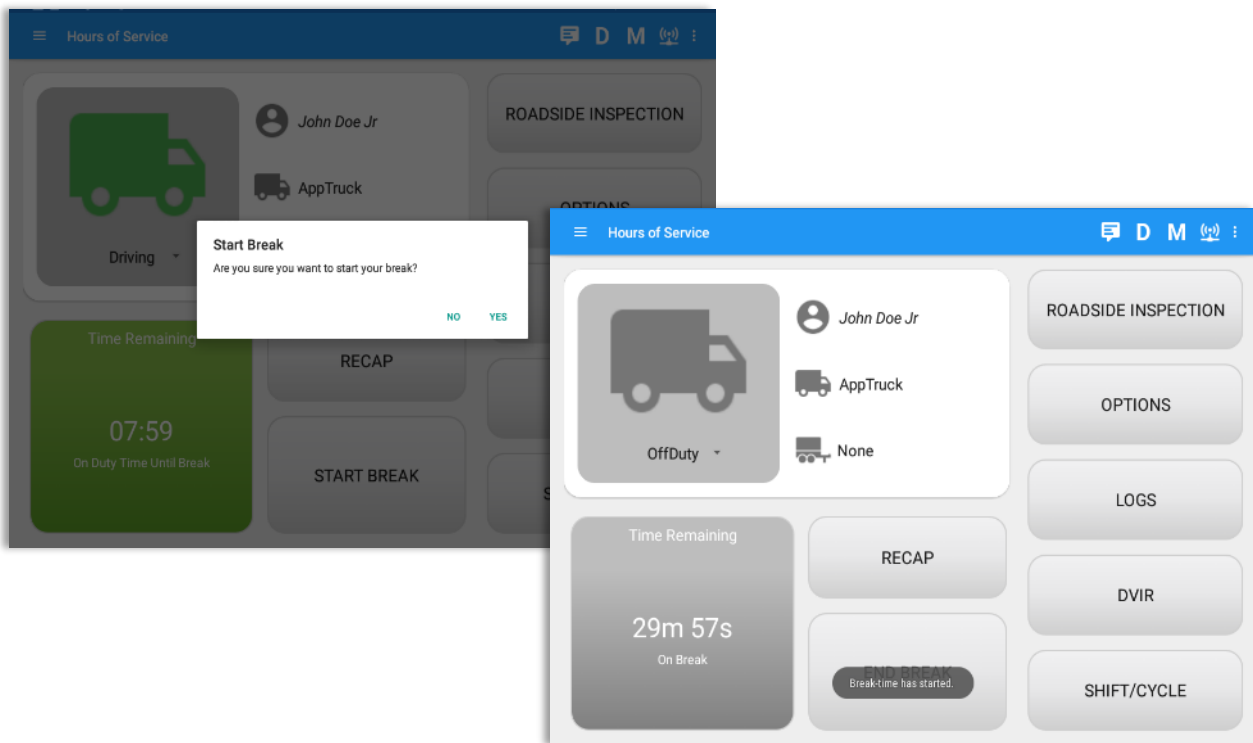 Hours of Service
D M
John Doe Jr
AppTruck
Driving
ROADSIDE INSPECTION
OPTIONS
Start Break
Are you sure you want to start your break?
NO YES
Time Remaining
07:59
On Duty Time Until Break
RECAP
START BREAK
S
Hours of Service
D M
John Doe Jr
AppTruck
None
OffDuty
ROADSIDE INSPECTION
OPTIONS
LOGS
DVIR
SHIFT/CYCLE
Time Remaining
29m 57s
On Break
RECAP
END BREAK
Break-time has started.